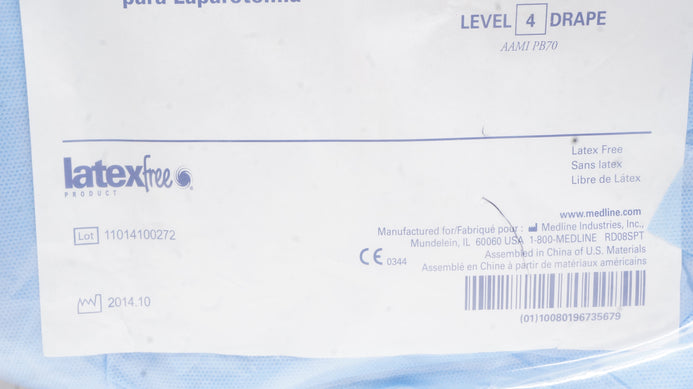 para Laparotomía
LEVEL 4 DRAPE
AAMI PB70
latexfree
PRODUCT
Latex Free
Sans latex
Libre de Látex
Lot 11014100272
www.medline.com
Manufactured for/Fabriqué pour : Medline Industries, Inc.,
Mundelein, IL 60060 USA 1-800-MEDLINE RD08SPT
Assembled in China of U.S. Materials
CE 0344
Assemblé en Chine à partir de matériaux américains
2014.10
(01)10080196735679